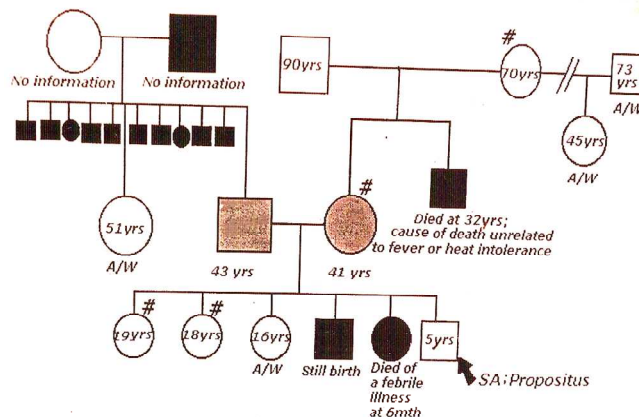 #
90yrs
70yrs
73
yrs
No information
No information
A/W
45yrs
A/W
#
51yrs
A/W
43 yrs
41 yrs
Died at 32yrs;
cause of death unrelated
to fever or heat intolerance
#
#
19yrs
18yrs
16yrs
5yrs
A/W
Still birth
Died of
a febrile
illness
at 6mth
SA;Propositus